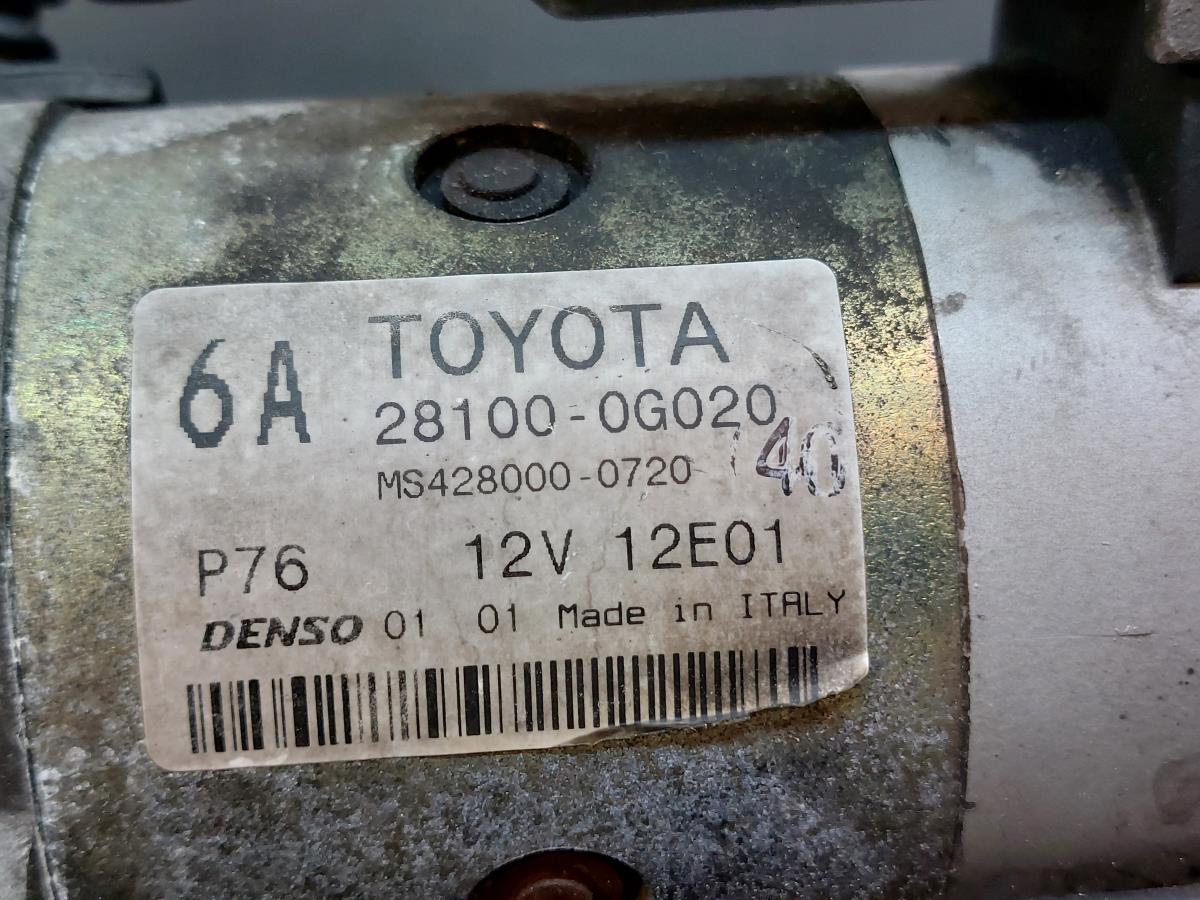 6A TOYOTA
28100-0G020
MS428000-0720 40
P76 12V 12E01
DENSO 01 01 Made in ITALY